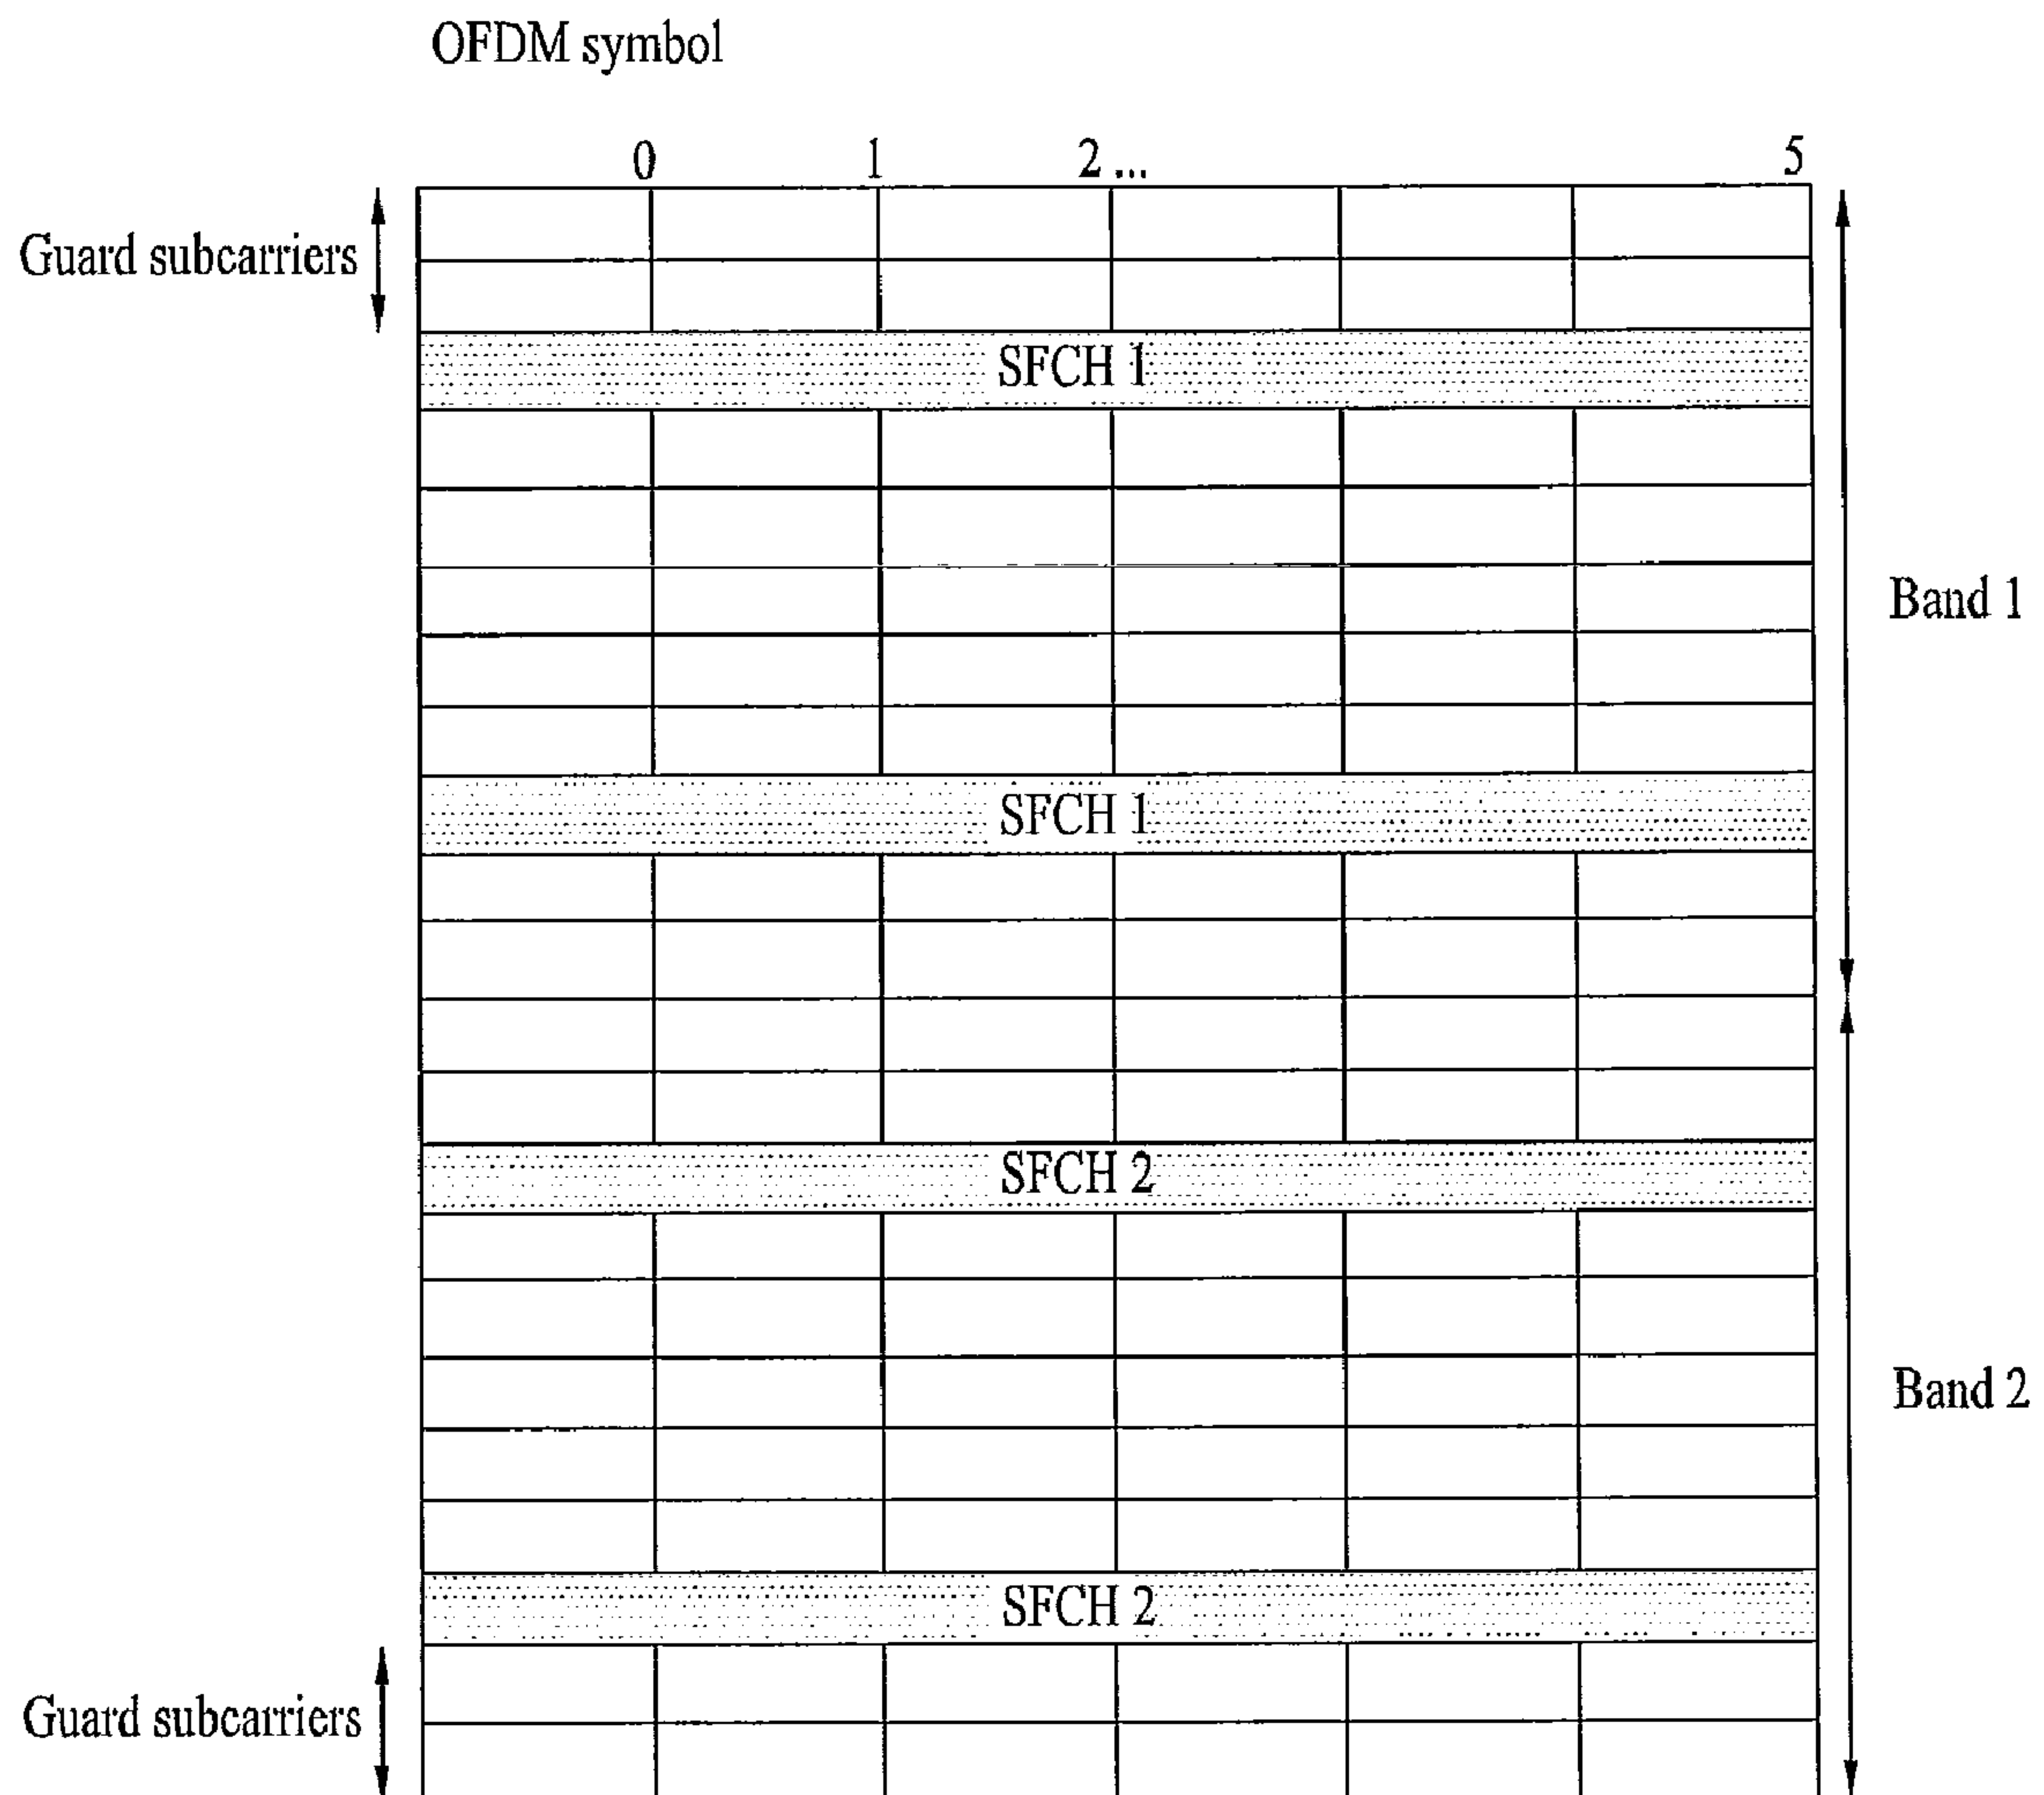 OFDM symbol
0 1 2 ... 5
Guard subcarriers
SFCH 1
Band 1
SFCH 1
SFCH 2
Band 2
SFCH 2
Guard subcarriers